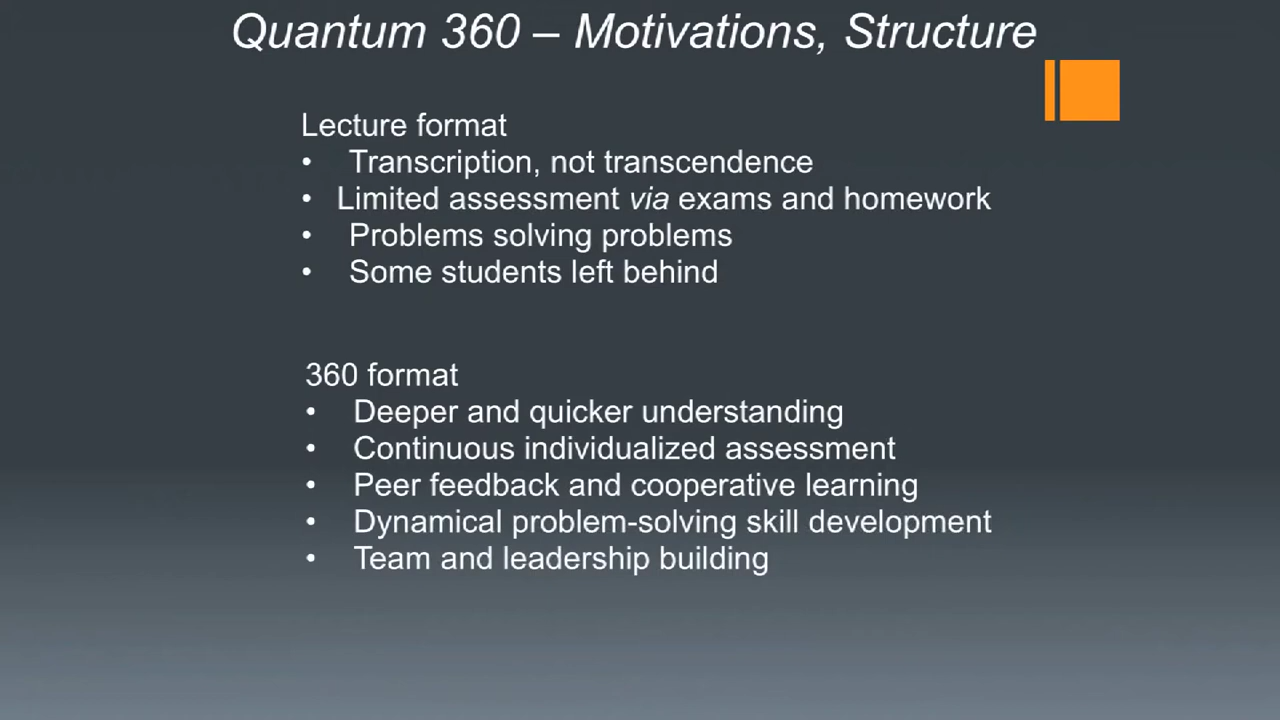 Quantum 360 – Motivations, Structure
Lecture format
• Transcription, not transcendence
• Limited assessment via exams and homework
• Problems solving problems
• Some students left behind
360 format
• Deeper and quicker understanding
• Continuous individualized assessment
• Peer feedback and cooperative learning
• Dynamical problem-solving skill development
• Team and leadership building